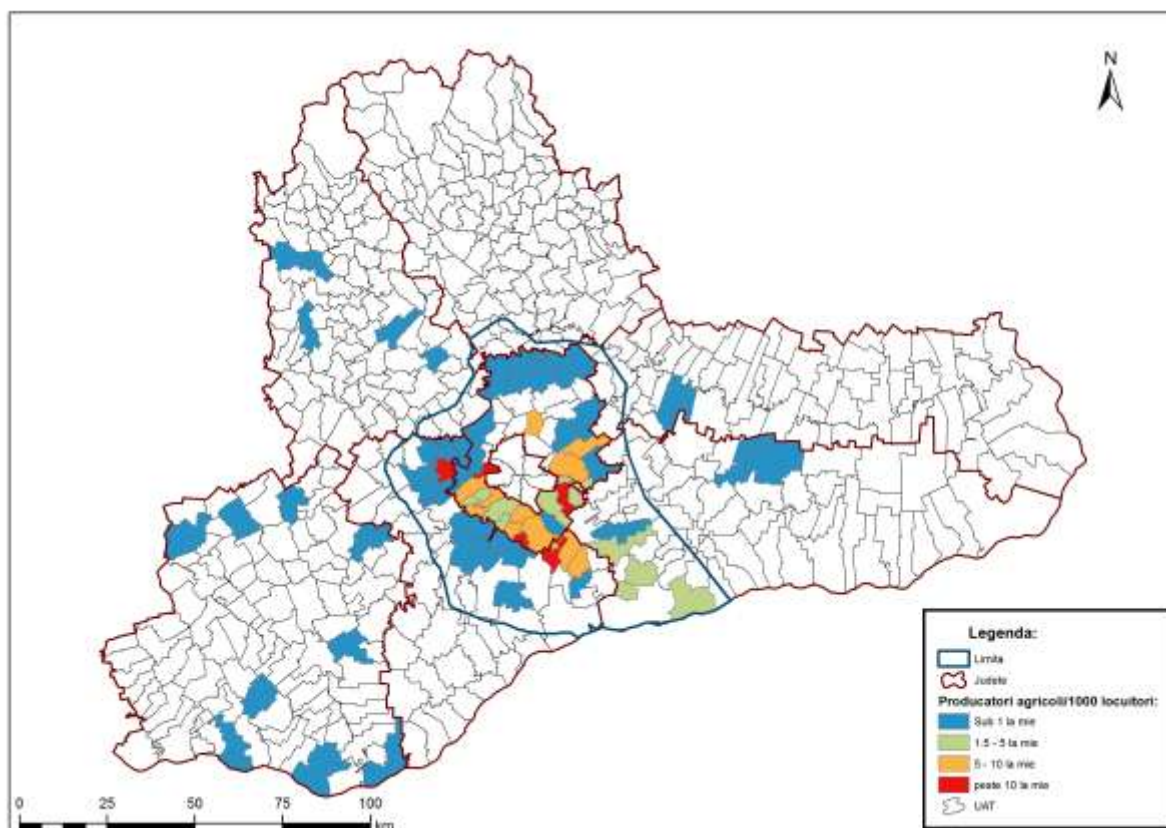 N
Legenda:
Limita
Judete
Producatori agricoli/1000 locuitori:
Sub 1 la mie
1.5 - 5 la mie
5 - 10 la mie
peste 10 la mie
UAT
0 25 50 75 100
km